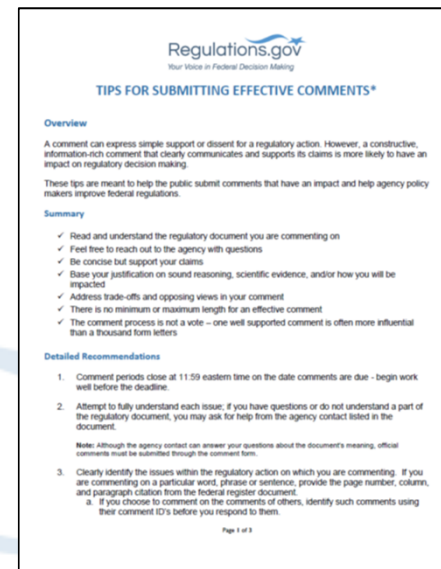 Regulations.gov
Your Voice in Federal Decision Making
TIPS FOR SUBMITTING EFFECTIVE COMMENTS*
Overview
A comment can express simple support or dissent for a regulatory action. However, a constructive,
information-rich comment that clearly communicates and supports its claims is more likely to have an
impact on regulatory decision making.
These tips are meant to help the public submit comments that have an impact and help agency policy
makers improve federal regulations.
Summary
✓ Read and understand the regulatory document you are commenting on
✓ Feel free to reach out to the agency with questions
✓ Be concise but support your claims
✓ Base your justification on sound reasoning, scientific evidence, and/or how you will be
impacted
✓ Address trade-offs and opposing views in your comment
✓ There is no minimum or maximum length for an effective comment
✓ The comment process is not a vote – one well supported comment is often more influential
than a thousand form letters
Detailed Recommendations
1. Comment periods close at 11:59 eastern time on the date comments are due - begin work
well before the deadline.
2. Attempt to fully understand each issue; if you have questions or do not understand a part of
the regulatory document, you may ask for help from the agency contact listed in the
document.
Note: Although the agency contact can answer your questions about the document's meaning, official
comments must be submitted through the comment form.
3. Clearly identify the issues within the regulatory action on which you are commenting. If you
are commenting on a particular word, phrase or sentence, provide the page number, column,
and paragraph citation from the federal register document.
a. If you choose to comment on the comments of others, identify such comments using
their comment ID's before you respond to them.
Page 1 of 3